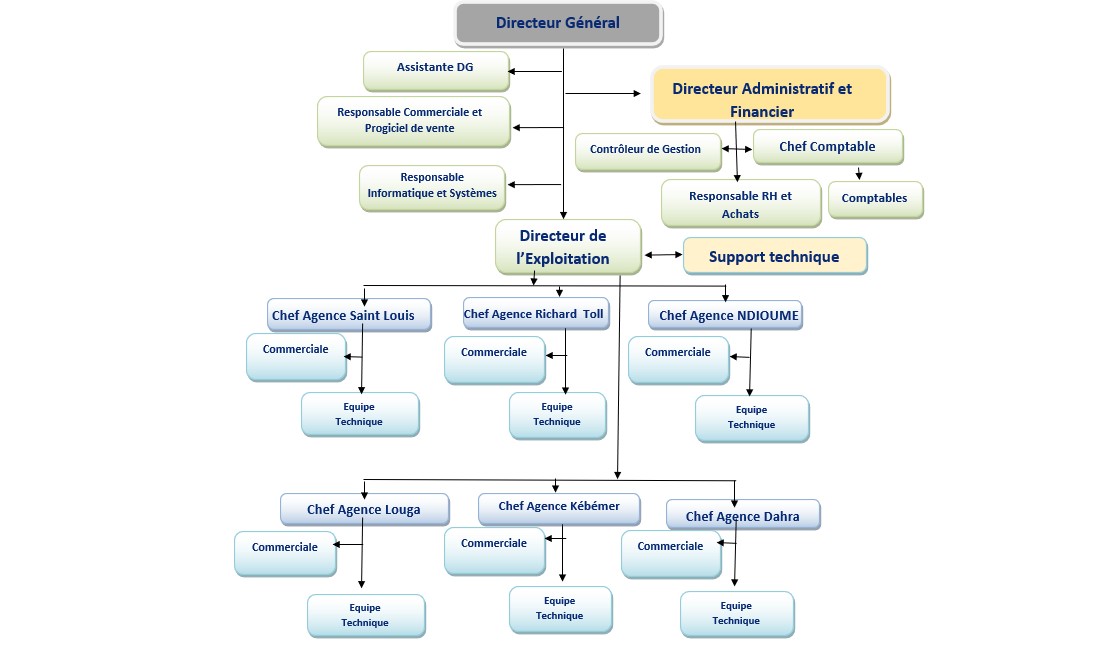 Directeur Général
Assistante DG
Directeur Administratif et
Financier
Responsable Commerciale et
Progiciel de vente
Contrôleur de Gestion
Chef Comptable
Responsable
Informatique et Systèmes
Responsable RH et
Achats
Comptables
Directeur de
l’Exploitation
Support technique
Chef Agence Saint Louis
Chef Agence Richard Toll
Chef Agence NDIOUME
Commerciale
Commerciale
Commerciale
Equipe
Technique
Equipe
Technique
Equipe
Technique
Chef Agence Louga
Chef Agence Kébémer
Chef Agence Dahra
Commerciale
Commerciale
Commerciale
Equipe
Technique
Equipe
Technique
Equipe
Technique